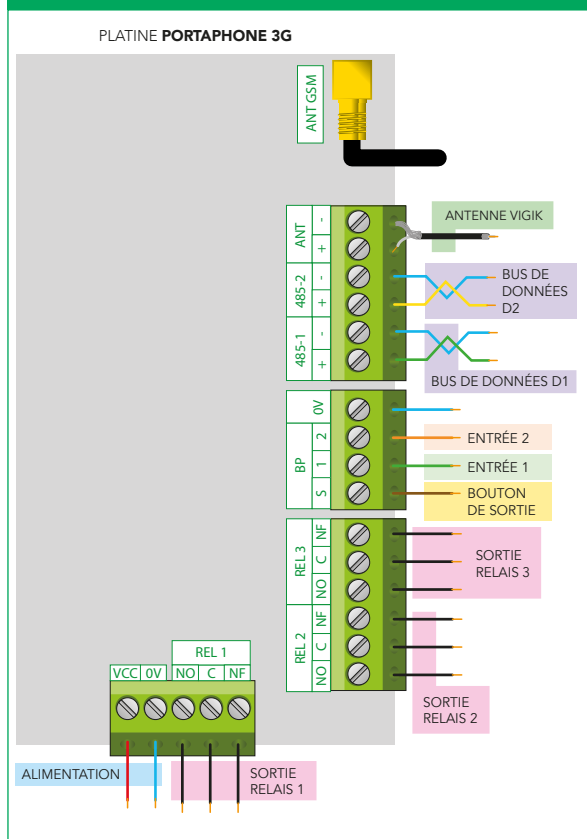 PLATINE PORTAPHONE 3G
ANT GSM
ANT
-
+
ANTENNE VIGIK
485-2
-
+
BUS DE
DONNÉES
D2
485-1
-
+
BUS DE DONNÉES D1
0V
BP
2
ENTRÉE 2
1
ENTRÉE 1
S
BOUTON
DE SORTIE
REL 3
NF
C
NO
SORTIE
RELAIS 3
REL 2
NF
C
NO
SORTIE
RELAIS 2
REL 1
VCC 0V NO C NF
ALIMENTATION
SORTIE
RELAIS 1